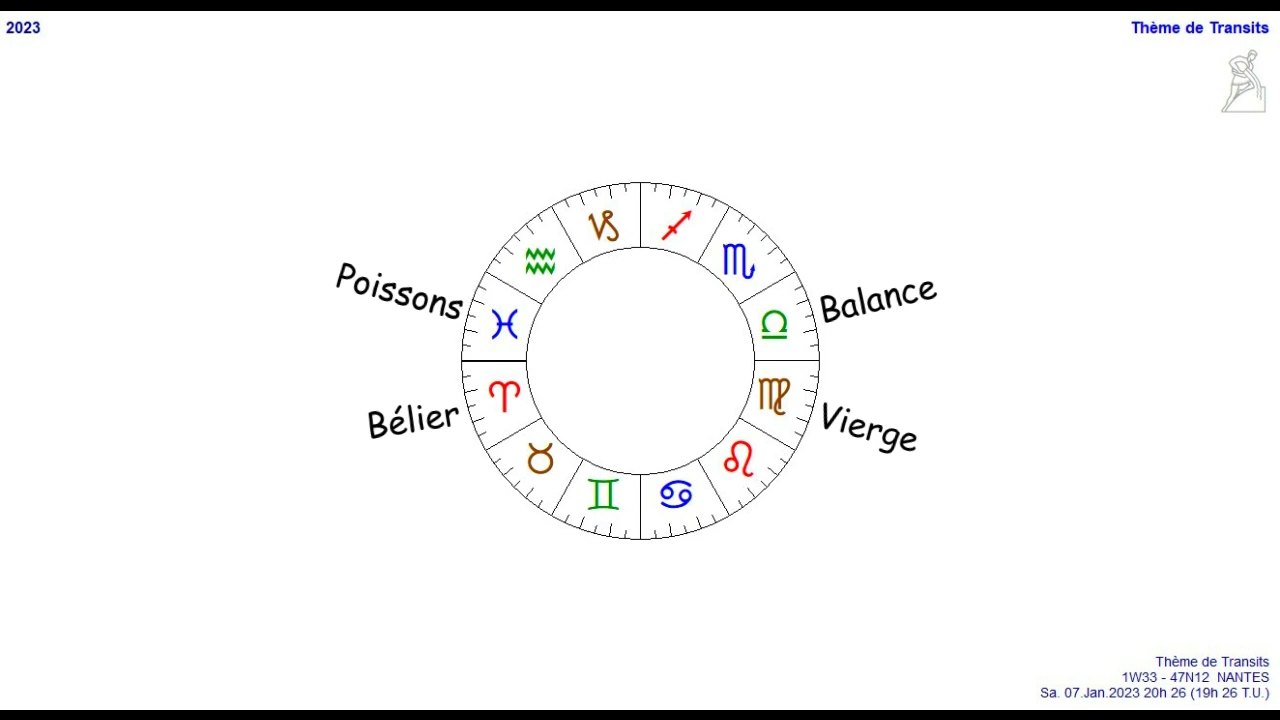 2023
Thème de Transits
Poissons
Balance
Bélier
Vierge
Thème de Transits
1W33 - 47N12 NANTES
Sa. 07.Jan.2023 20h 26 (19h 26 T.U.)